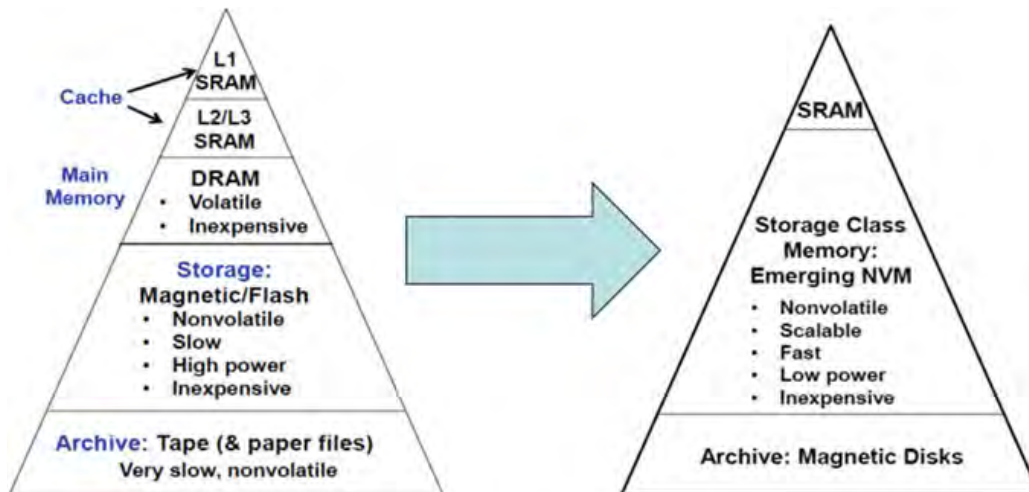 L1
SRAM
Cache
L2/L3
SRAM
Main
Memory
DRAM
• Volatile
• Inexpensive
Storage:
Magnetic/Flash
• Nonvolatile
• Slow
• High power
• Inexpensive
Archive: Tape (& paper files)
Very slow, nonvolatile
SRAM
Storage Class
Memory:
Emerging NVM
• Nonvolatile
• Scalable
• Fast
• Low power
• Inexpensive
Archive: Magnetic Disks